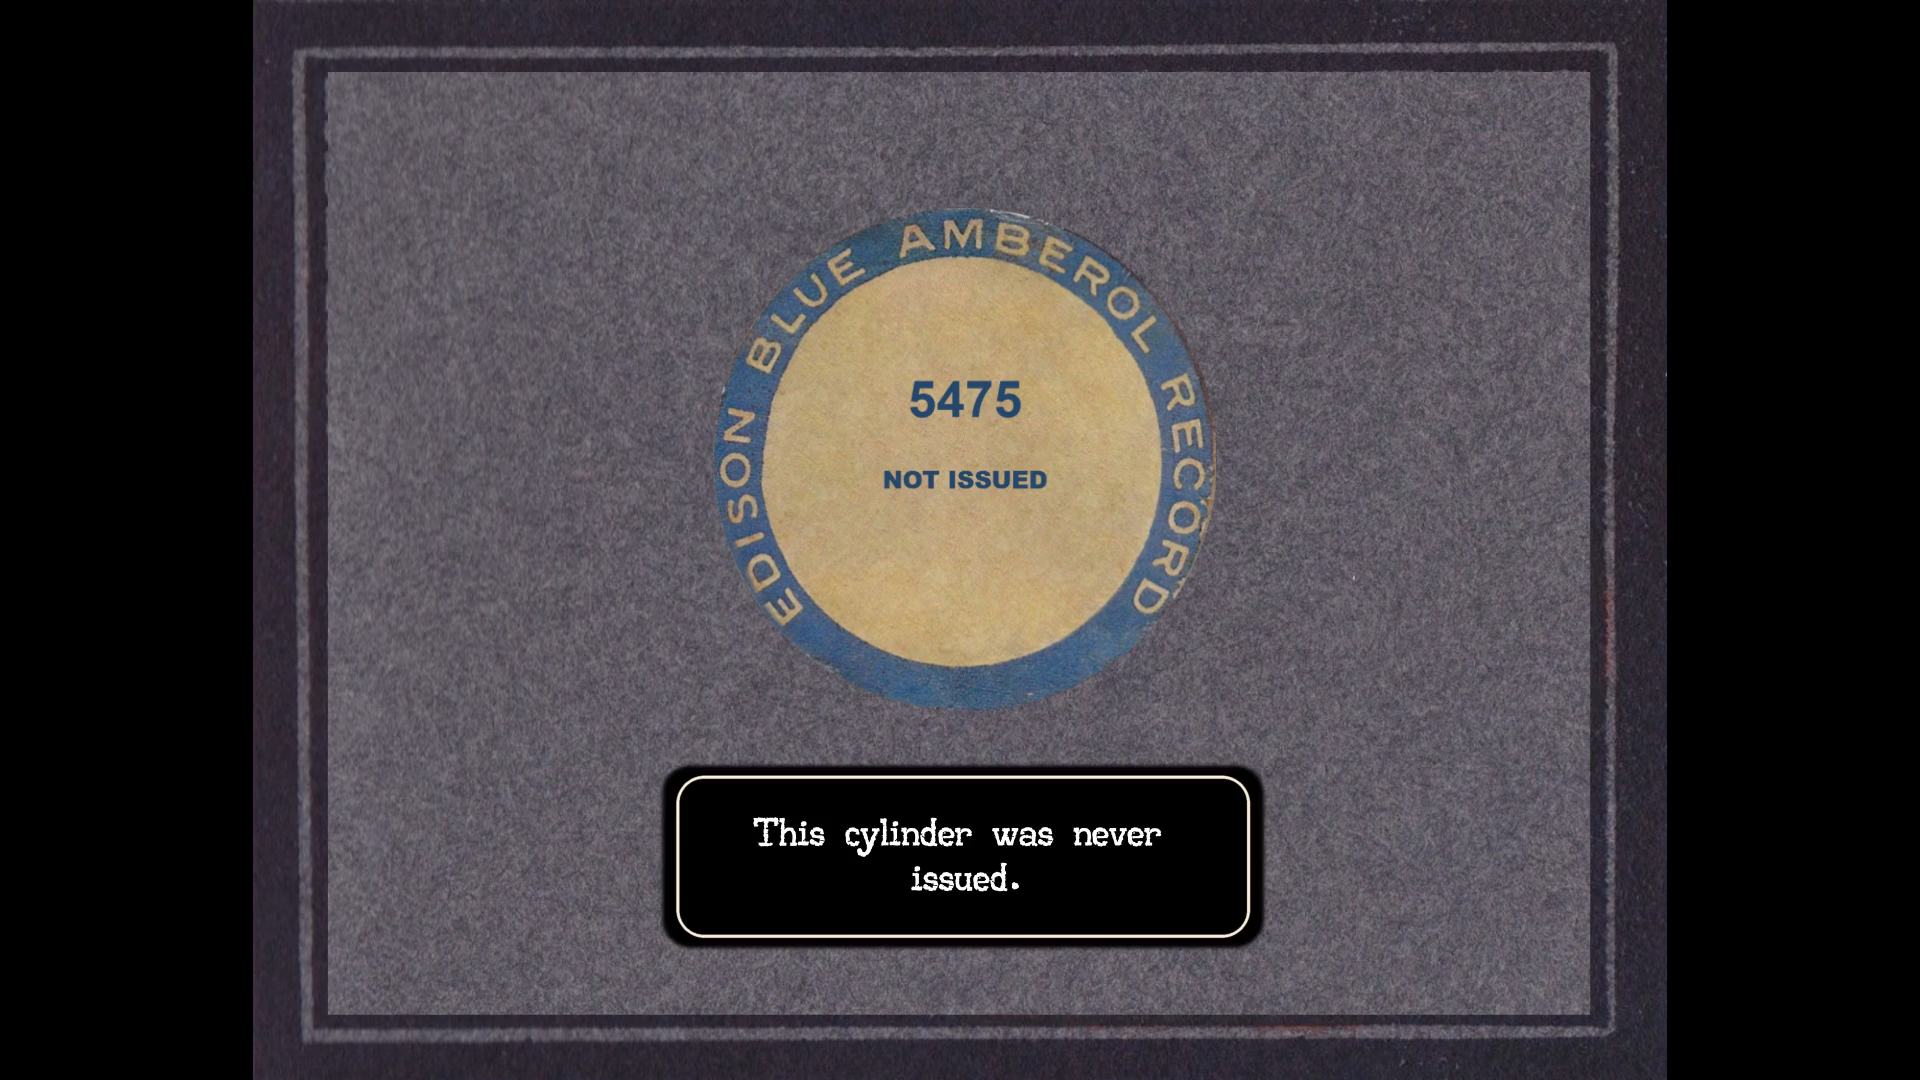 EDISON BLUE AMBEROL RECORD
5475
NOT ISSUED
This cylinder was never
issued.